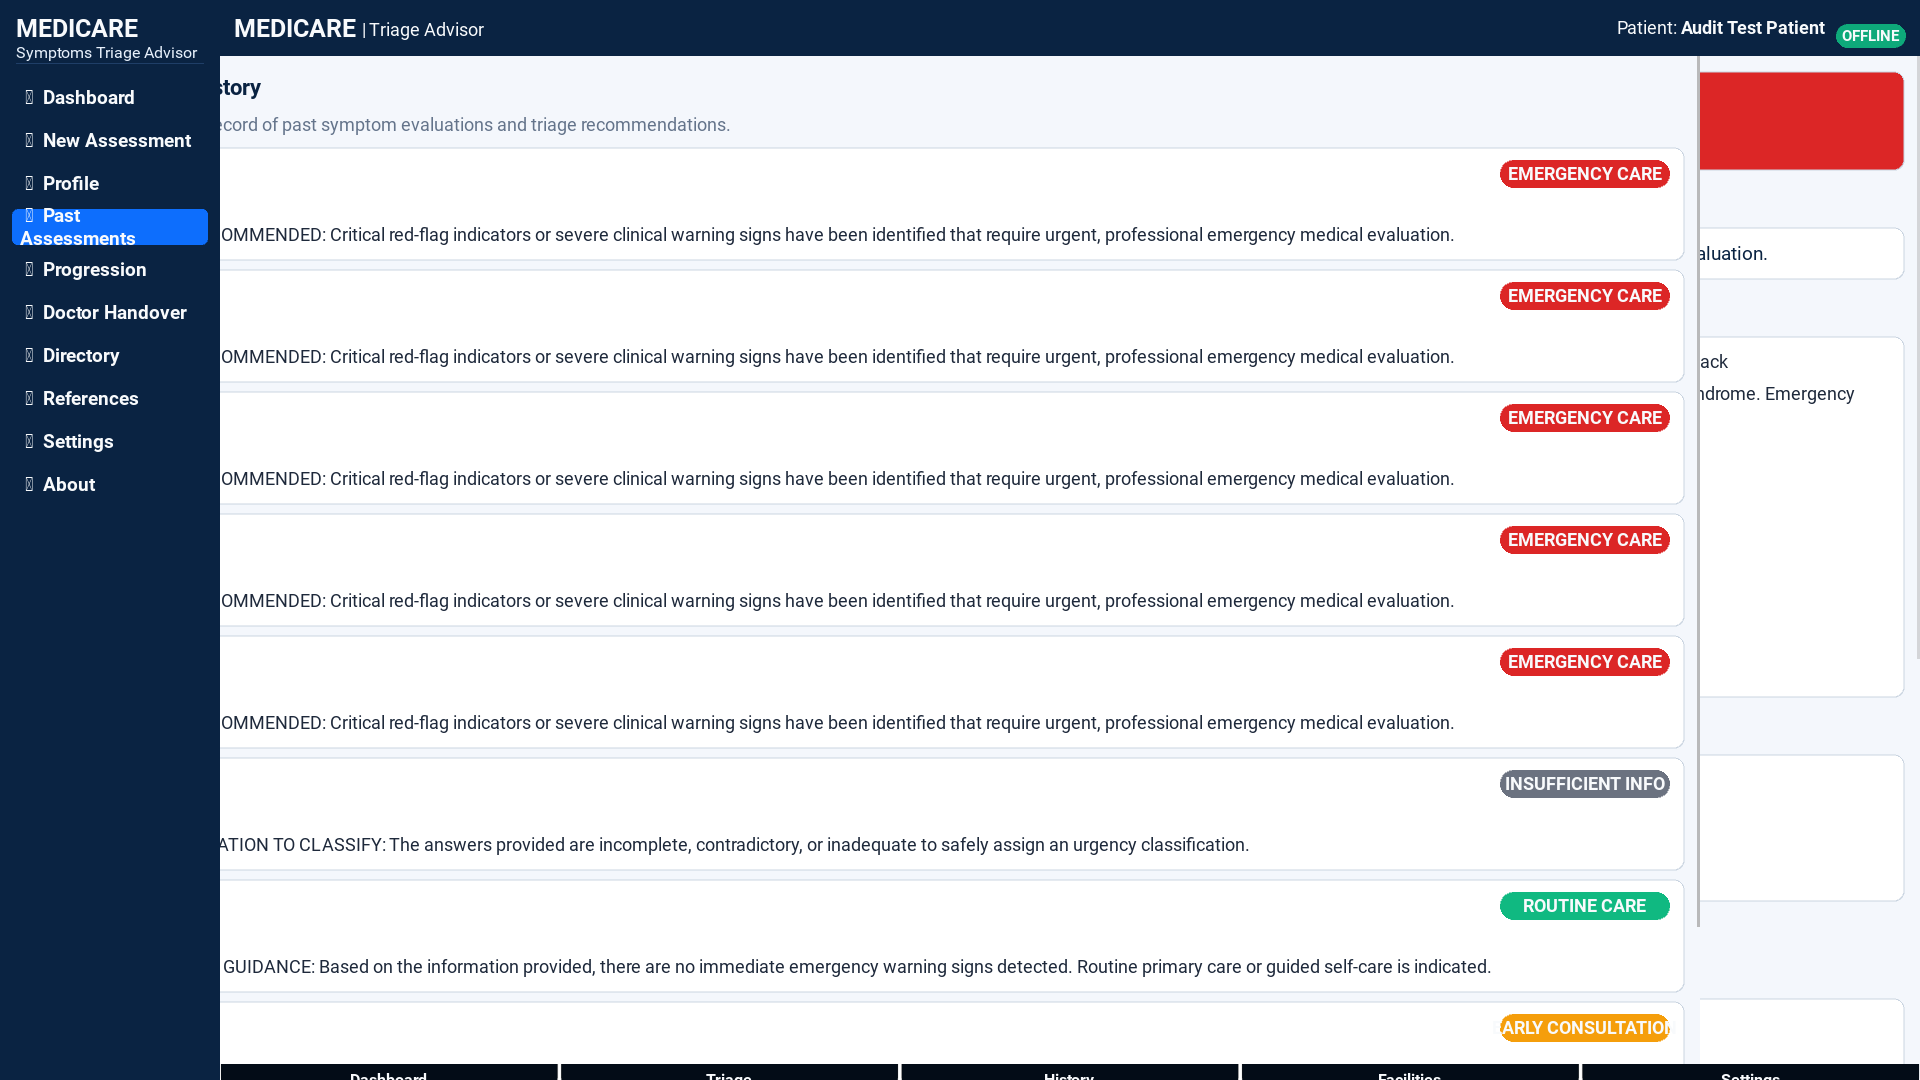 MEDICARE
Symptoms Triage Advisor
Dashboard
New Assessment
Profile
Past
Assessments
Progression
Doctor Handover
Directory
References
Settings
About
MEDICARE | Triage Advisor
Patient: Audit Test Patient
OFFLINE
story
ecord of past symptom evaluations and triage recommendations.
EMERGENCY CARE
OMMENDED: Critical red-flag indicators or severe clinical warning signs have been identified that require urgent, professional emergency medical evaluation.
EMERGENCY CARE
OMMENDED: Critical red-flag indicators or severe clinical warning signs have been identified that require urgent, professional emergency medical evaluation.
EMERGENCY CARE
OMMENDED: Critical red-flag indicators or severe clinical warning signs have been identified that require urgent, professional emergency medical evaluation.
EMERGENCY CARE
OMMENDED: Critical red-flag indicators or severe clinical warning signs have been identified that require urgent, professional emergency medical evaluation.
EMERGENCY CARE
OMMENDED: Critical red-flag indicators or severe clinical warning signs have been identified that require urgent, professional emergency medical evaluation.
INSUFFICIENT INFO
ATION TO CLASSIFY: The answers provided are incomplete, contradictory, or inadequate to safely assign an urgency classification.
ROUTINE CARE
GUIDANCE: Based on the information provided, there are no immediate emergency warning signs detected. Routine primary care or guided self-care is indicated.
ARLY CONSULTATION
aluation.
ack
ndrome. Emergency
Dashboard
Triage
History
Facilities
Settings